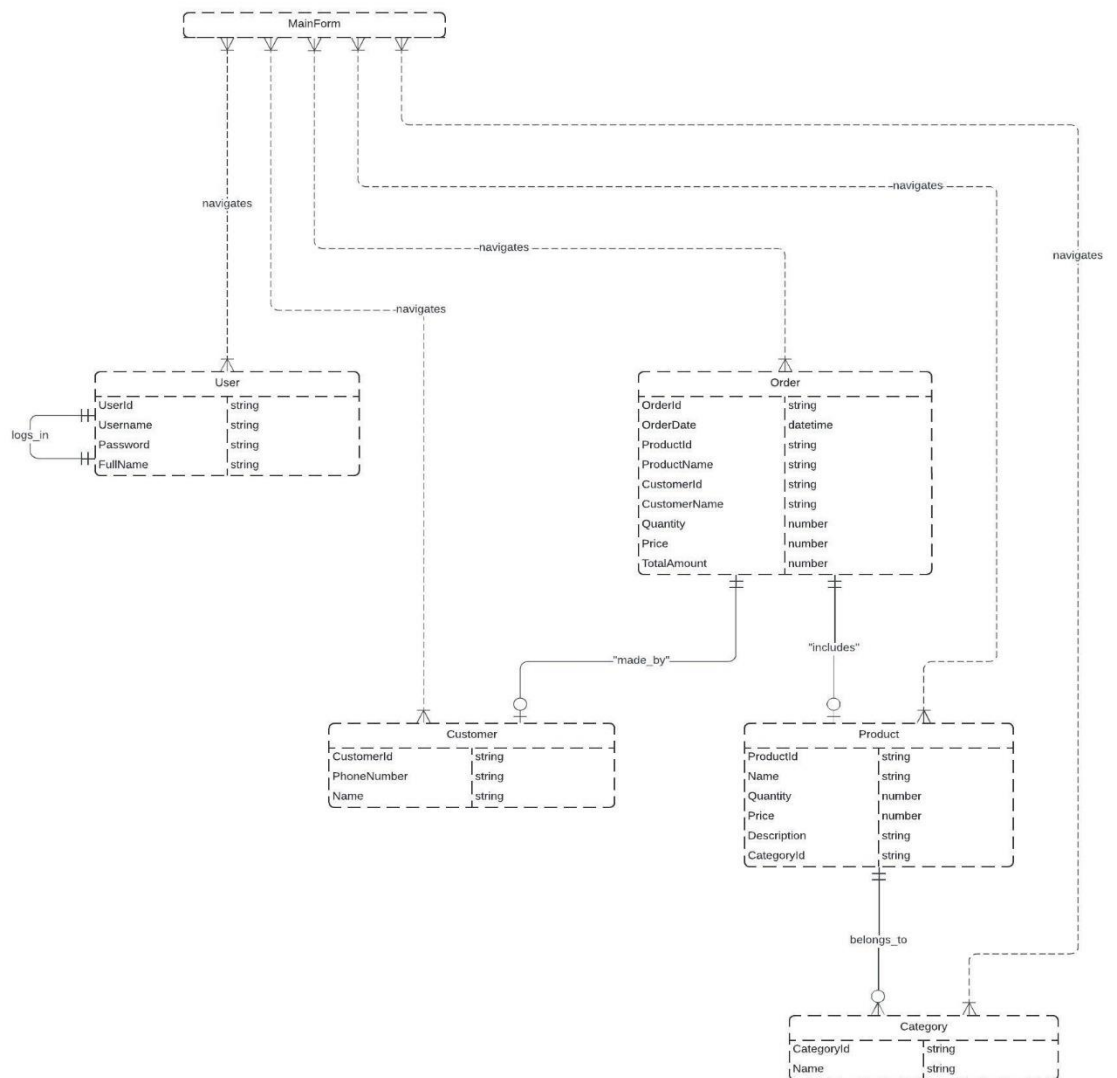 MainForm
navigates
navigates
navigates
navigates
navigates
User
UserId string
Username string
Password string
FullName string
logs_in
Order
OrderId string
OrderDate datetime
ProductId string
ProductName string
CustomerId string
CustomerName string
Quantity number
Price number
TotalAmount number
"made_by"
"includes"
Customer
CustomerId string
PhoneNumber string
Name string
Product
ProductId string
Name string
Quantity number
Price number
Description string
CategoryId string
belongs_to
Category
CategoryId string
Name string